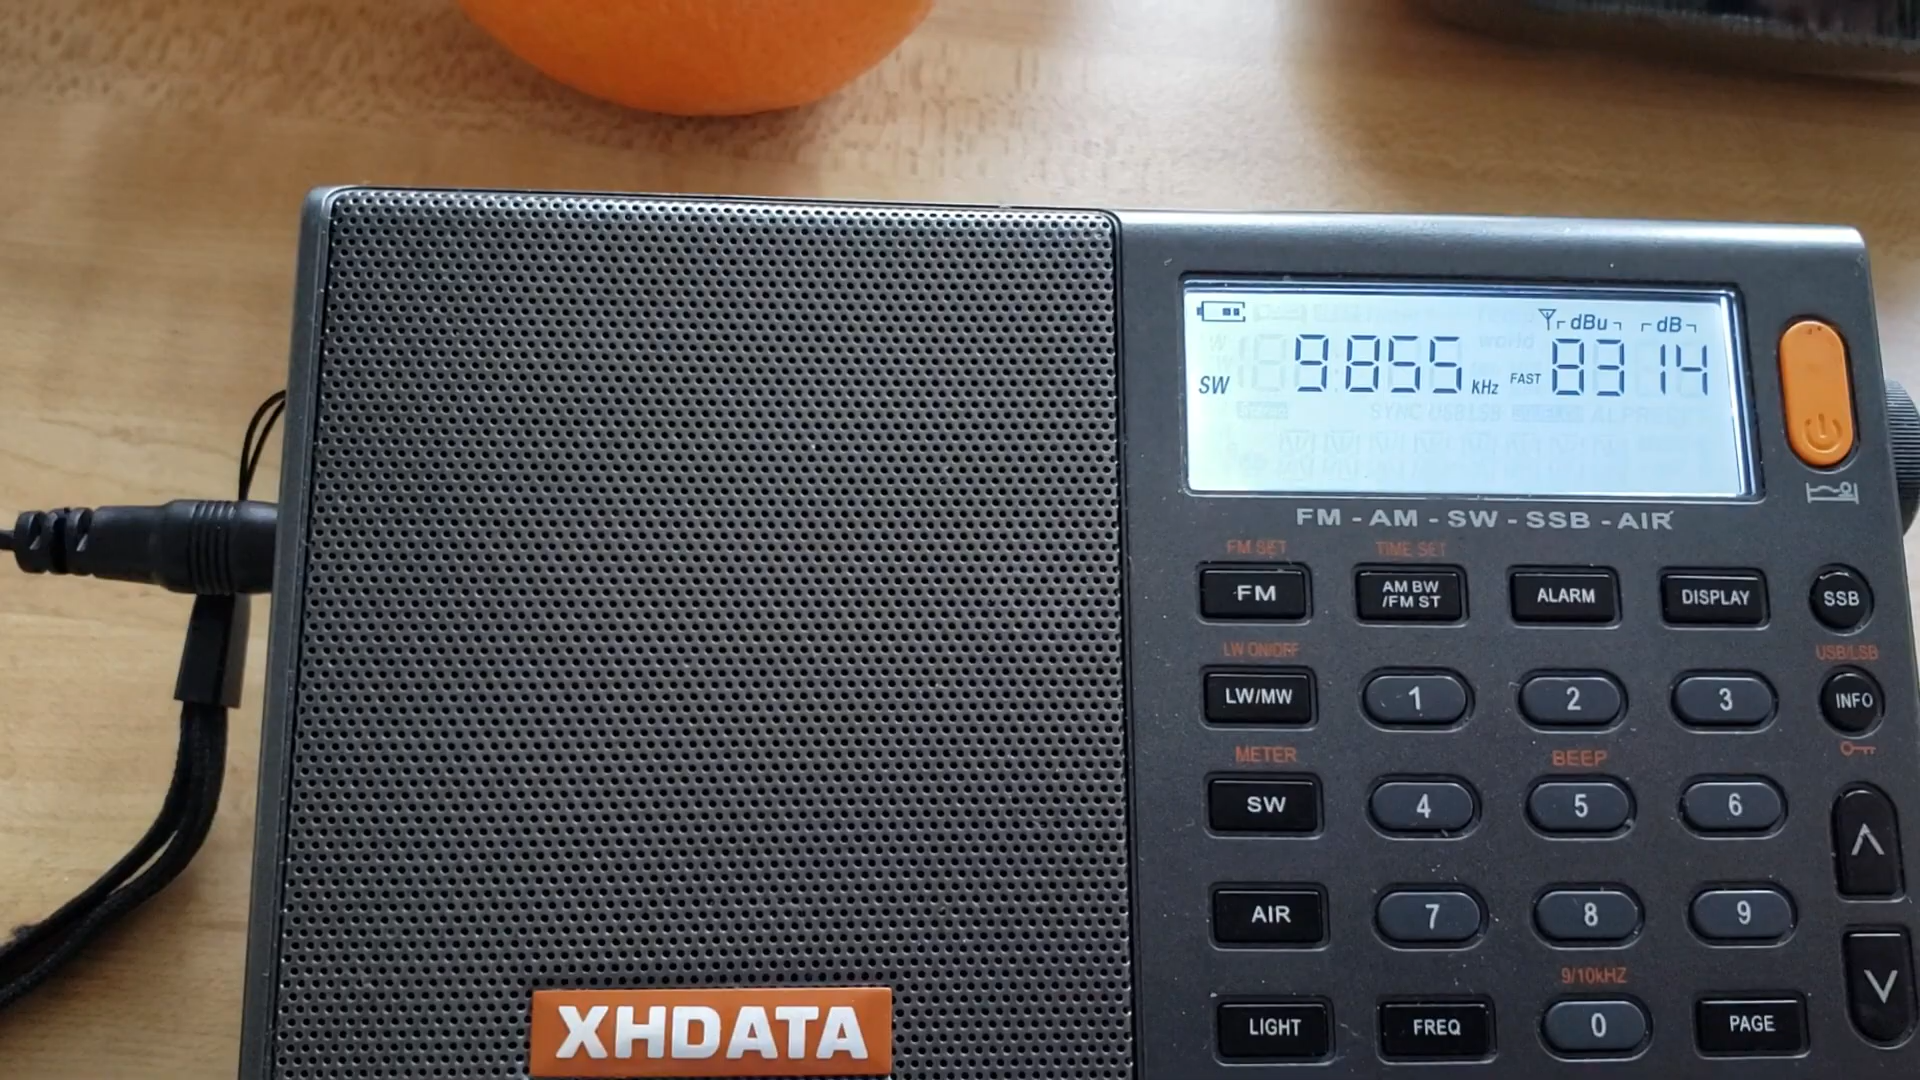 dBu dB
SW 9855 kHz FAST 83 14
FM - AM - SW - SSB - AIR
FM SET TIME SET
FM AM BW /FM ST ALARM DISPLAY SSB
LW ON/OFF USB/LSB
LW/MW 1 2 3 INFO
METER BEEP
SW 4 5 6
AIR 7 8 9
9/10kHZ
LIGHT FREQ 0 PAGE
XHDATA